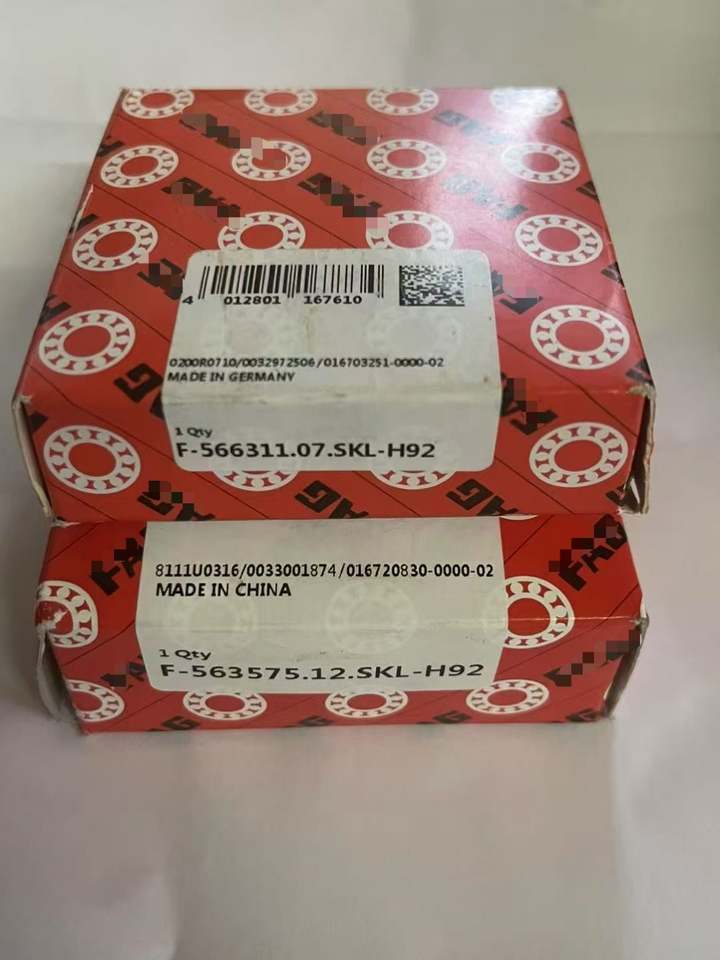 4 012801 167610
0200R0710/0032972506/016703251-0000-02
MADE IN GERMANY
1 Qty
F-566311.07.SKL-H92
8111U0316/0033001874/016720830-0000-02
MADE IN CHINA
1 Qty
F-563575.12.SKL-H92